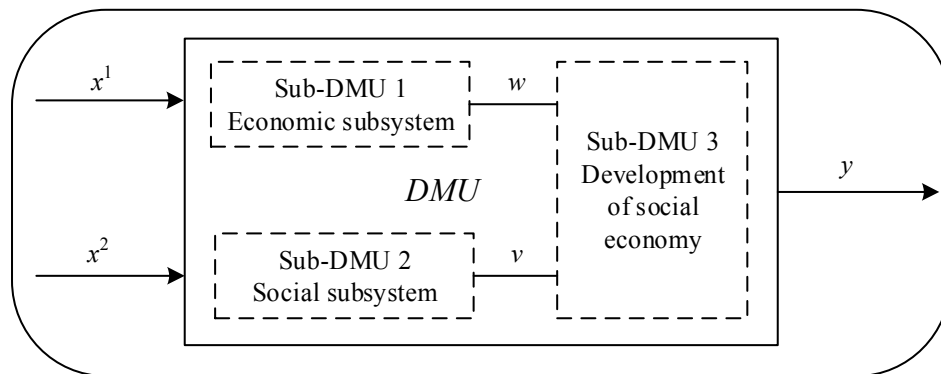 x¹
Sub-DMU 1
Economic subsystem
w
Sub-DMU 3
Development
of social
economy
y
DMU
x²
Sub-DMU 2
Social subsystem
v